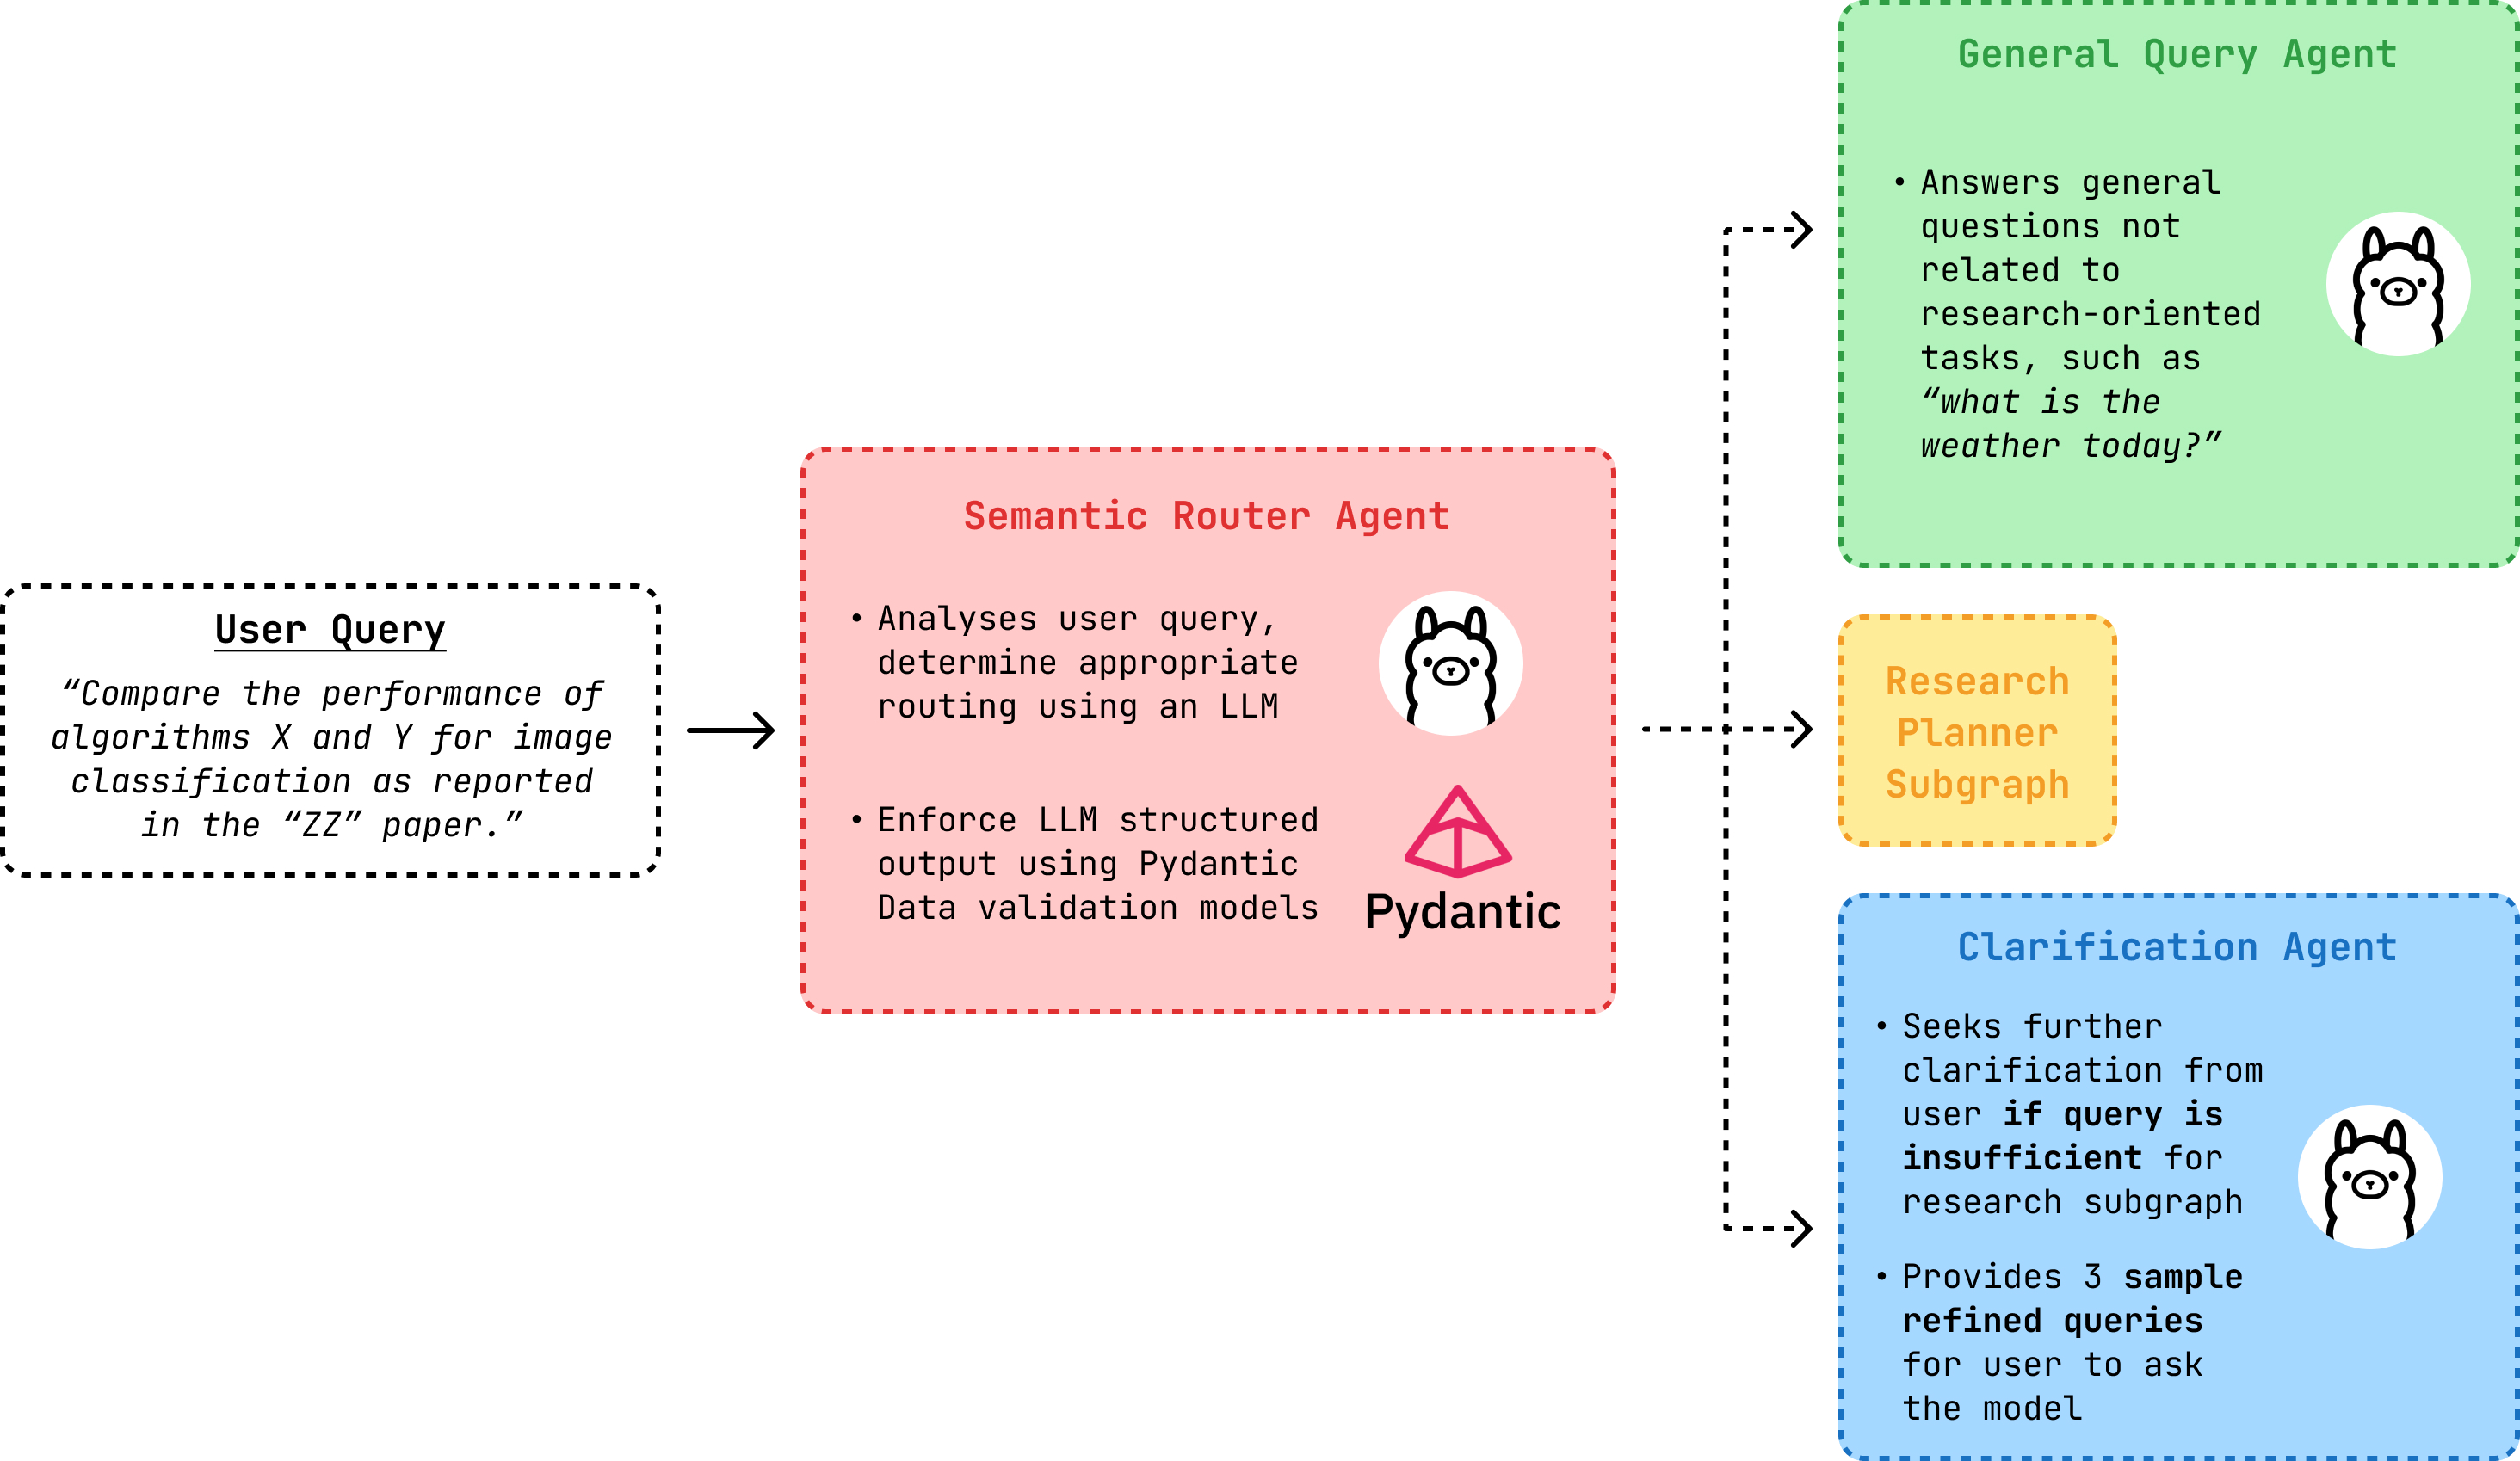 User Query
“Compare the performance of
algorithms X and Y for image
classification as reported
in the “ZZ” paper.”
Semantic Router Agent
• Analyses user query,
determine appropriate
routing using an LLM
• Enforce LLM structured
output using Pydantic
Data validation models
Pydantic
General Query Agent
• Answers general
questions not
related to
research-oriented
tasks, such as
“what is the
weather today?”
Research
Planner
Subgraph
Clarification Agent
• Seeks further
clarification from
user if query is
insufficient for
research subgraph
• Provides 3 sample
refined queries
for user to ask
the model